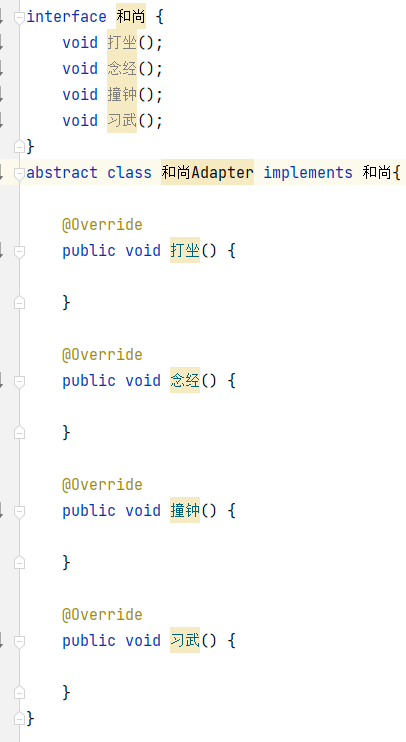 interface 和尚 {
void 打坐();
void 念经();
void 撞钟();
void 习武();
}
abstract class 和尚Adapter implements 和尚{
@Override
public void 打坐() {
}
@Override
public void 念经() {
}
@Override
public void 撞钟() {
}
@Override
public void 习武() {
}
}